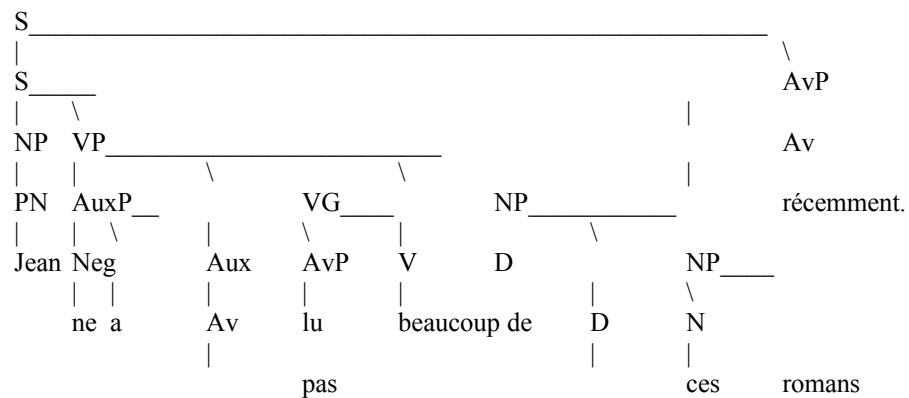 S
S AvP
NP VP Av
PN AuxP VG NP récemment.
Jean Neg Aux AvP V D NP
ne a Av lu beaucoup de D N
pas ces romans